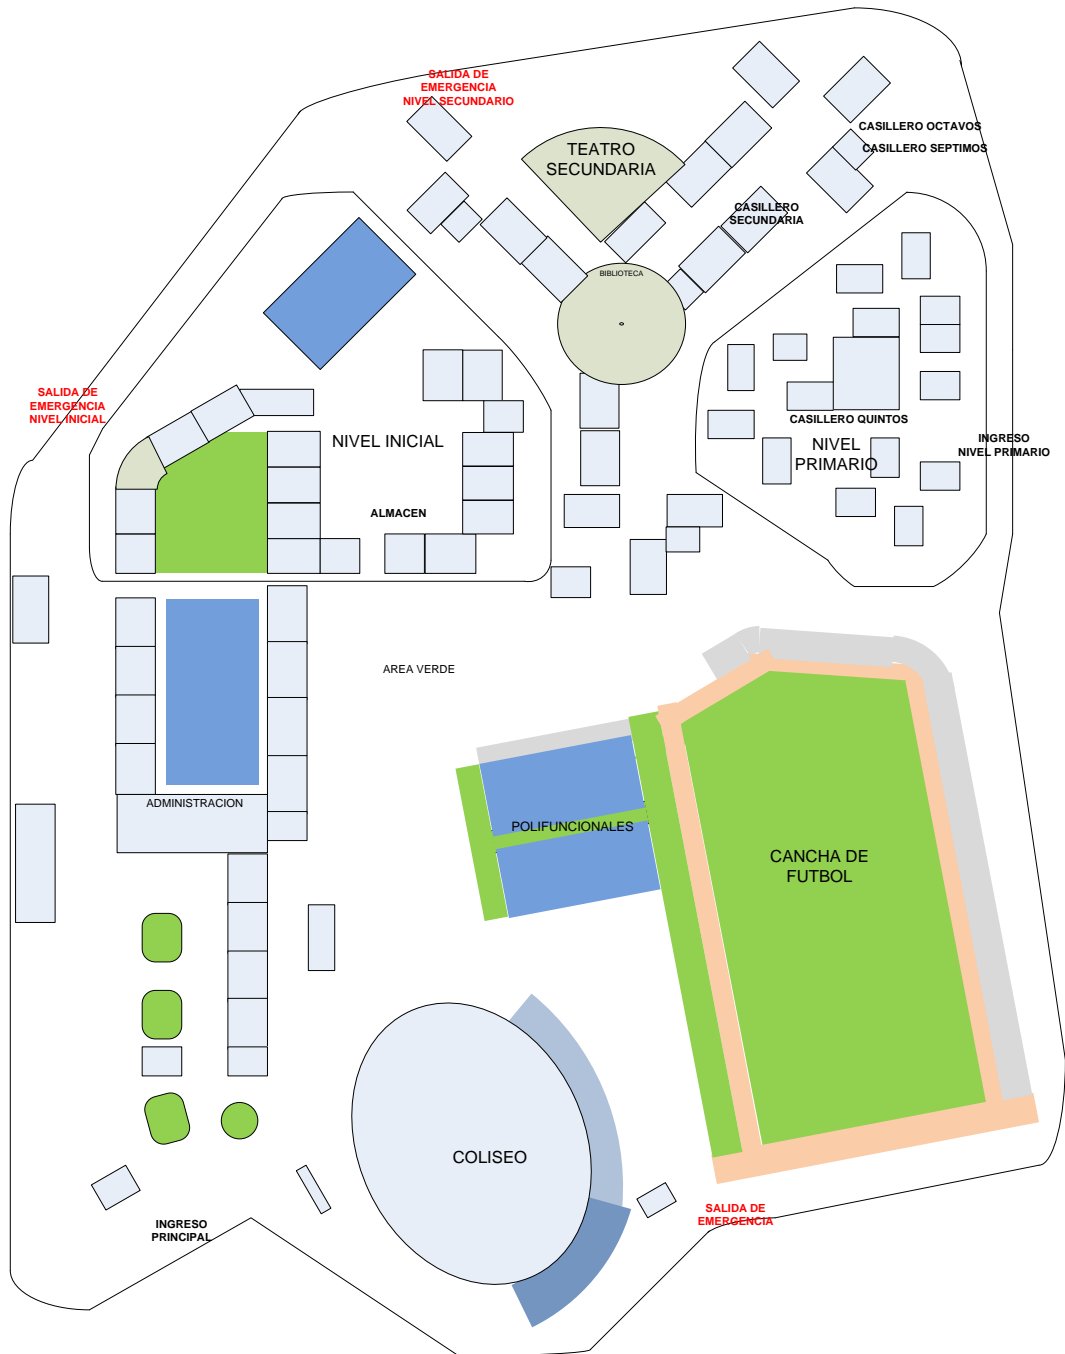 SALIDA DE
EMERGENCIA
NIVEL SECUNDARIO
CASILLERO OCTAVOS
CASILLERO SEPTIMOS
TEATRO
SECUNDARIA
CASILLERO
SECUNDARIA
BIBLIOTECA
SALIDA DE
EMERGENCIA
NIVEL INICIAL
NIVEL INICIAL
CASILLERO QUINTOS
NIVEL
PRIMARIO
INGRESO
NIVEL PRIMARIO
ALMACEN
AREA VERDE
ADMINISTRACION
POLIFUNCIONALES
CANCHA DE
FUTBOL
COLISEO
INGRESO
PRINCIPAL
SALIDA DE
EMERGENCIA